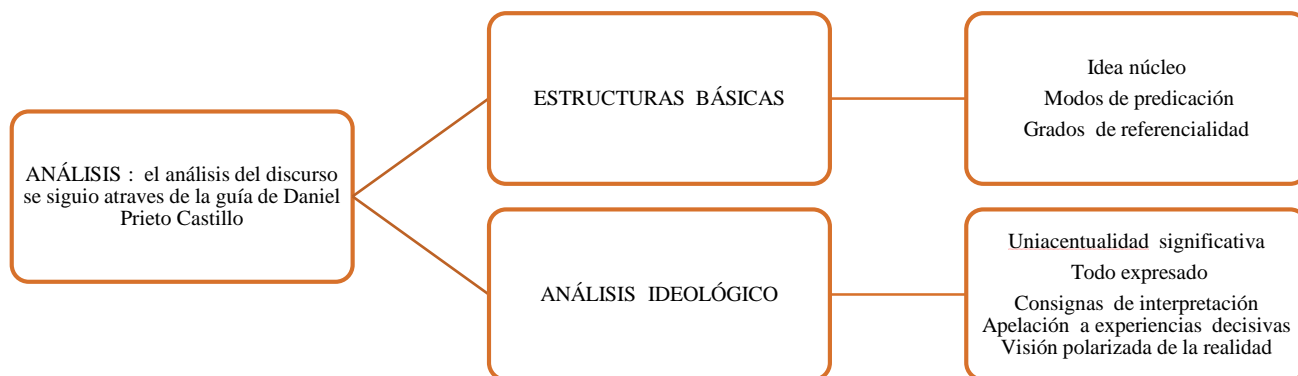 ANÁLISIS : el análisis del discurso
se siguio atraves de la guía de Daniel
Prieto Castillo
ESTRUCTURAS BÁSICAS
Idea núcleo
Modos de predicación
Grados de referencialidad
ANÁLISIS IDEOLÓGICO
Uniacentualidad significativa
Todo expresado
Consignas de interpretación
Apelación a experiencias decisivas
Visión polarizada de la realidad